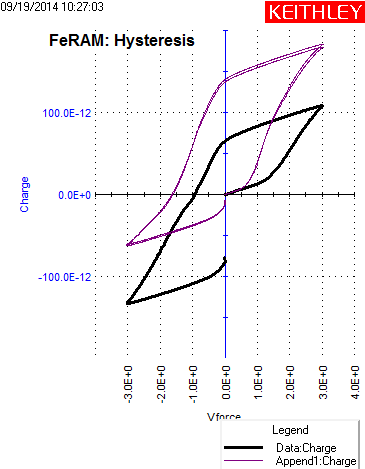 09/19/2014 10:27:03
KEITHLEY
FeRAM: Hysteresis
100.0E-12
0.0E+0
-100.0E-12
Charge
-3.0E+0
-2.0E+0
-1.0E+0
0.0E+0
1.0E+0
2.0E+0
3.0E+0
4.0E+0
Vforce
Legend
Data:Charge
Append1:Charge